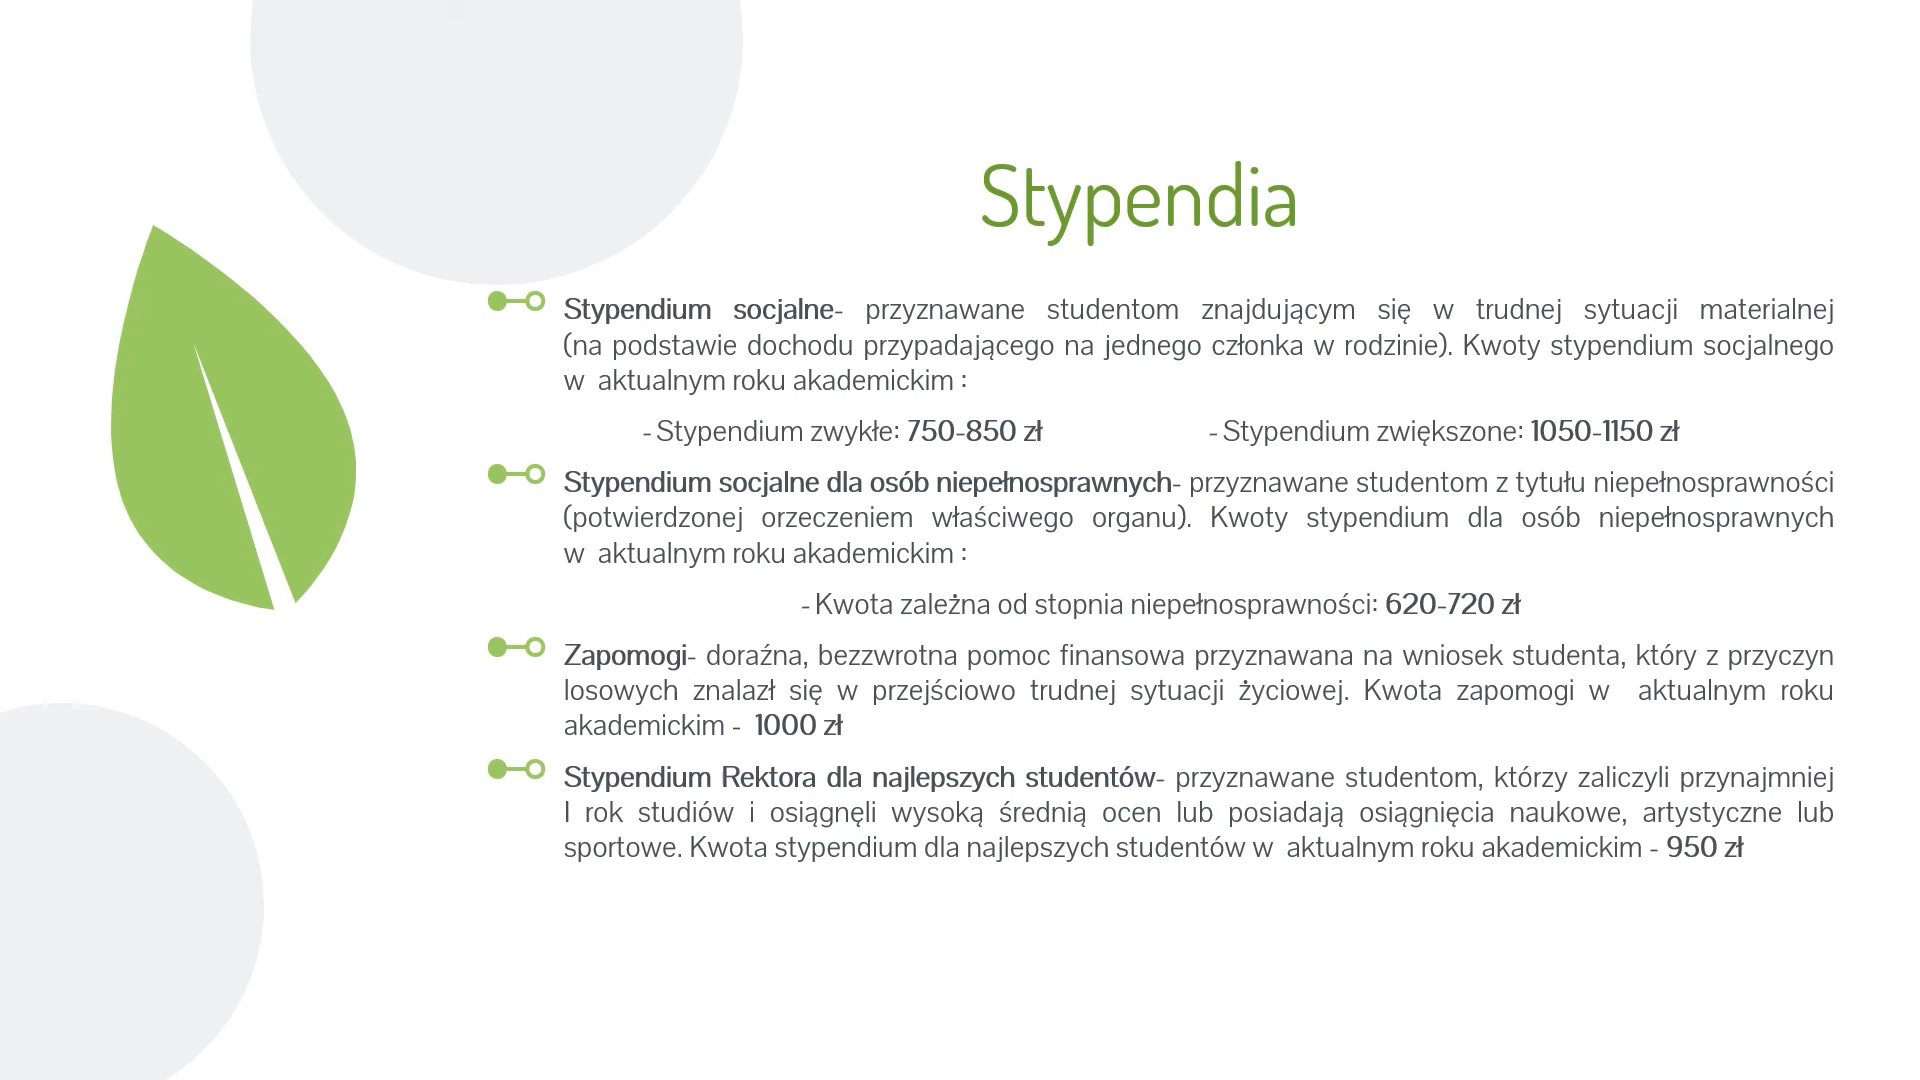 Stypendia
Stypendium socjalne- przyznawane studentom znajdującym się w trudnej sytuacji materialnej
(na podstawie dochodu przypadającego na jednego członka w rodzinie). Kwoty stypendium socjalnego
w aktualnym roku akademickim :
- Stypendium zwykłe: 750-850 zł - Stypendium zwiększone: 1050-1150 zł
Stypendium socjalne dla osób niepełnosprawnych- przyznawane studentom z tytułu niepełnosprawności
(potwierdzonej orzeczeniem właściwego organu). Kwoty stypendium dla osób niepełnosprawnych
w aktualnym roku akademickim :
- Kwota zależna od stopnia niepełnosprawności: 620-720 zł
Zapomogi- doraźna, bezzwrotna pomoc finansowa przyznawana na wniosek studenta, który z przyczyn
losowych znalazł się w przejściowo trudnej sytuacji życiowej. Kwota zapomogi w aktualnym roku
akademickim - 1000 zł
Stypendium Rektora dla najlepszych studentów- przyznawane studentom, którzy zaliczyli przynajmniej
I rok studiów i osiągnęli wysoką średnią ocen lub posiadają osiągnięcia naukowe, artystyczne lub
sportowe. Kwota stypendium dla najlepszych studentów w aktualnym roku akademickim - 950 zł